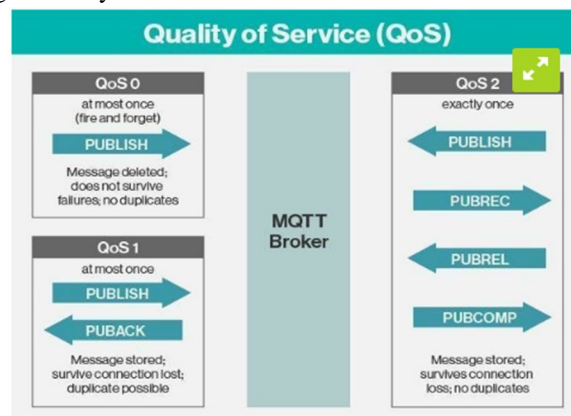 Quality of Service (QoS)
QoS 0
at most once
(fire and forget)
PUBLISH
Message deleted;
does not survive
failures; no duplicates
QoS 1
at most once
PUBLISH
PUBACK
Message stored;
survive connection lost;
duplicate possible
MQTT
Broker
QoS 2
exactly once
PUBLISH
PUBREC
PUBREL
PUBCOMP
Message stored;
survives connection
loss; no duplicates